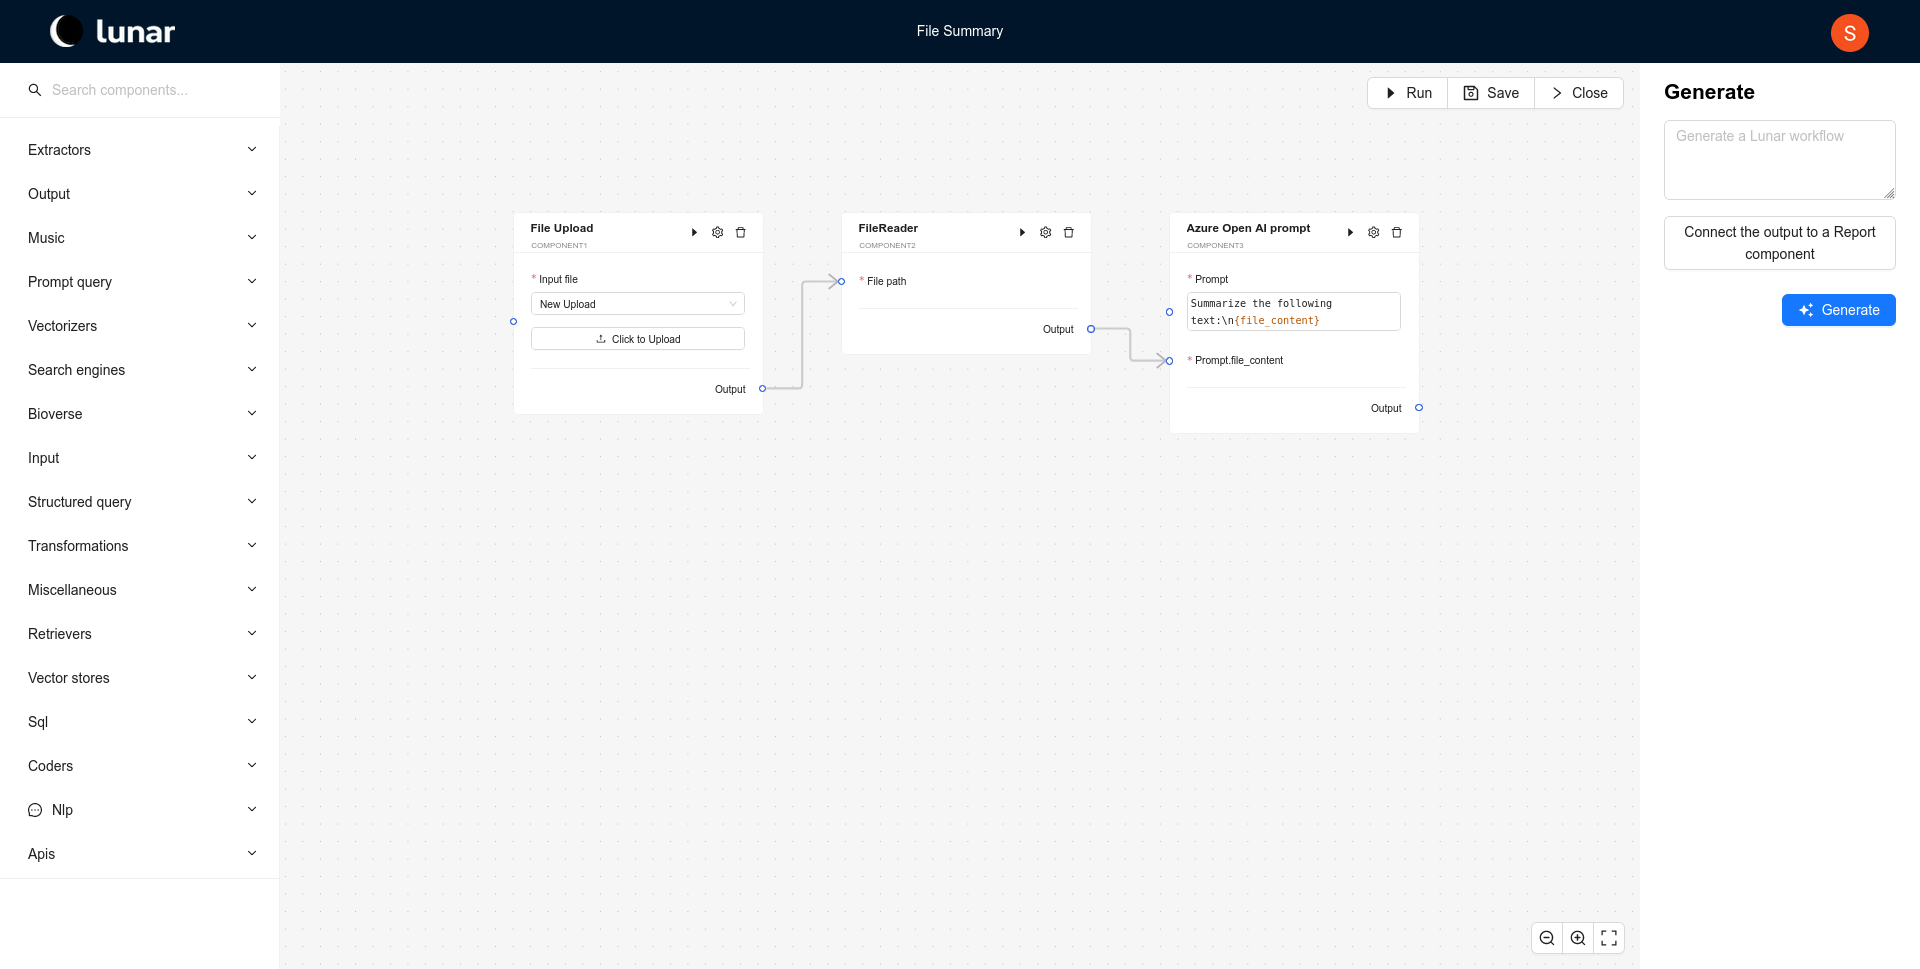 lunar
File Summary
S
Search components...
Extractors
Output
Music
Prompt query
Vectorizers
Search engines
Bioverse
Input
Structured query
Transformations
Miscellaneous
Retrievers
Vector stores
Sql
Coders
Nlp
Apis
Run
Save
Close
File Upload
COMPONENT1
* Input file
New Upload
Click to Upload
Output
FileReader
COMPONENT2
* File path
Output
Azure Open AI prompt
COMPONENT3
* Prompt
Summarize the following
text:\n{file_content}
* Prompt.file_content
Output
Generate
Generate a Lunar workflow
Connect the output to a Report
component
Generate